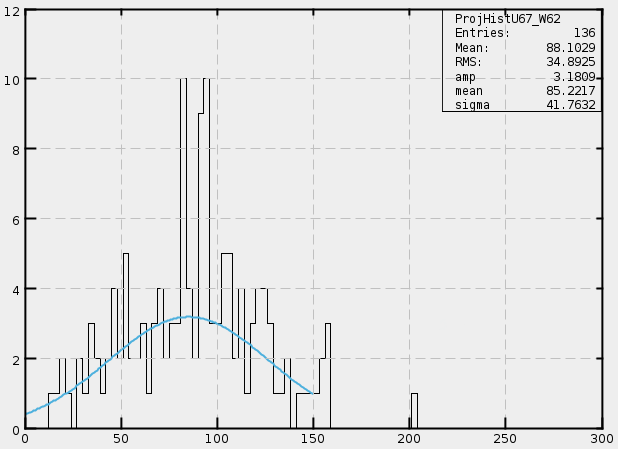 ProjHistU67_W62
Entries: 136
Mean: 88.1029
RMS: 34.8925
amp 3.1809
mean 85.2217
sigma 41.7632
12
10
8
6
4
2
0
0 50 100 150 200 250 300